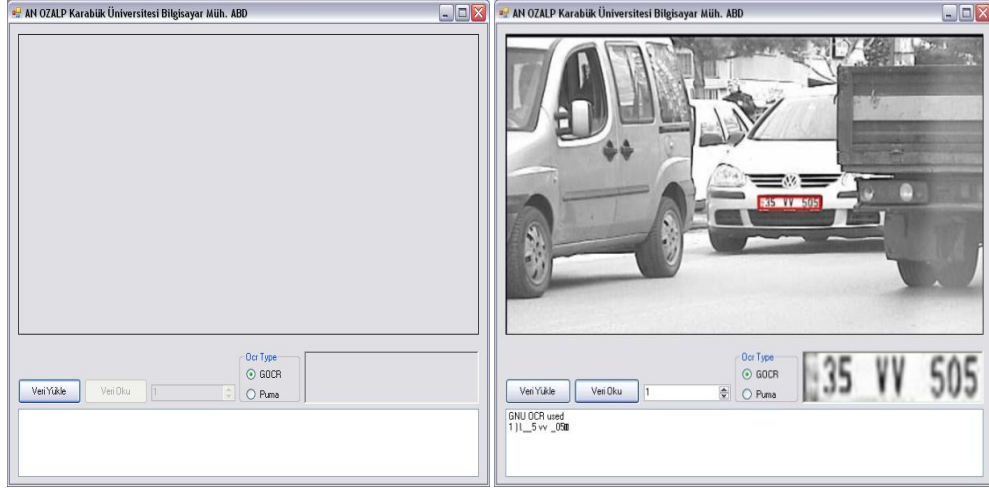 AN OZALP Karabük Üniversitesi Bilgisayar Müh. ABD
Ocr Type
GOCR
Puma
Veri Yükle
Veri Oku
1
AN OZALP Karabük Üniversitesi Bilgisayar Müh. ABD
35 VV 505
Ocr Type
GOCR
Puma
Veri Yükle
Veri Oku
1
35 VV 505
GNU OCR used